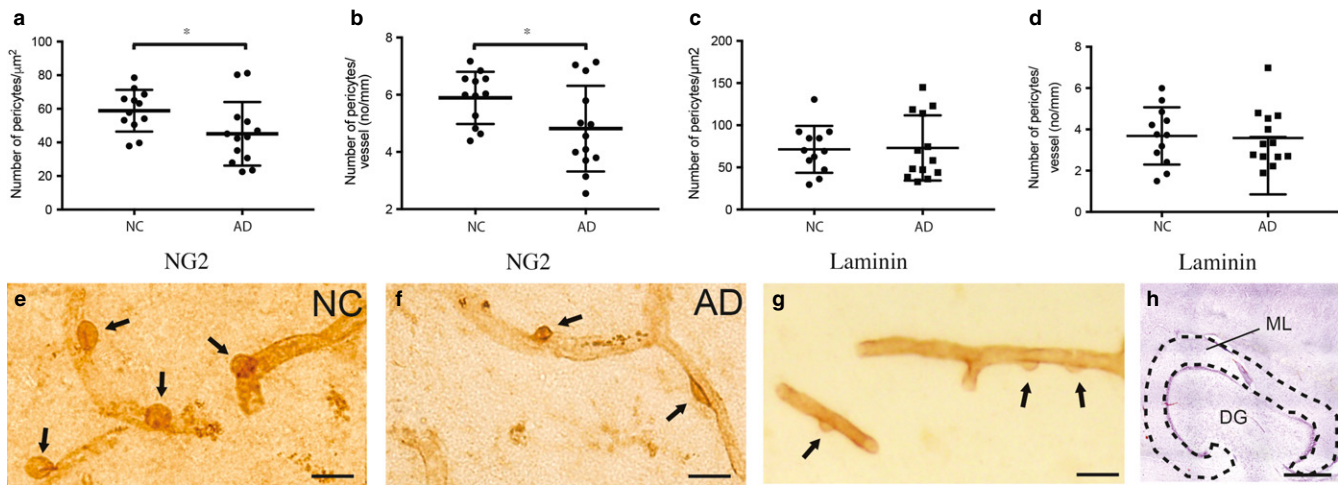 a
*
Number of pericytes/µm²
100
80
60
40
20
0
NC
AD
NG2
b
*
Number of pericytes/
vessel (no/mm)
8
6
4
2
NC
AD
NG2
c
Number of pericytes/µm2
200
150
100
50
0
NC
AD
Laminin
d
Number of pericytes/
vessel (no/mm)
8
6
4
2
0
NC
AD
Laminin
e
NC
f
AD
g
h
ML
DG